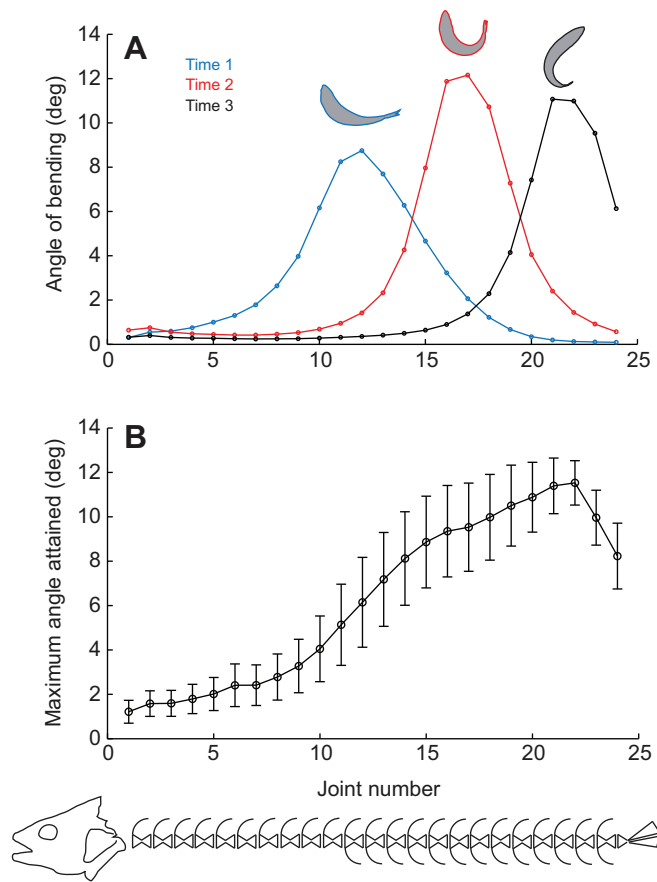 A
Time 1
Time 2
Time 3
Angle of bending (deg)
14
12
10
8
6
4
2
0
0 5 10 15 20 25
B
Maximum angle attained (deg)
14
12
10
8
6
4
2
0
0 5 10 15 20 25
Joint number